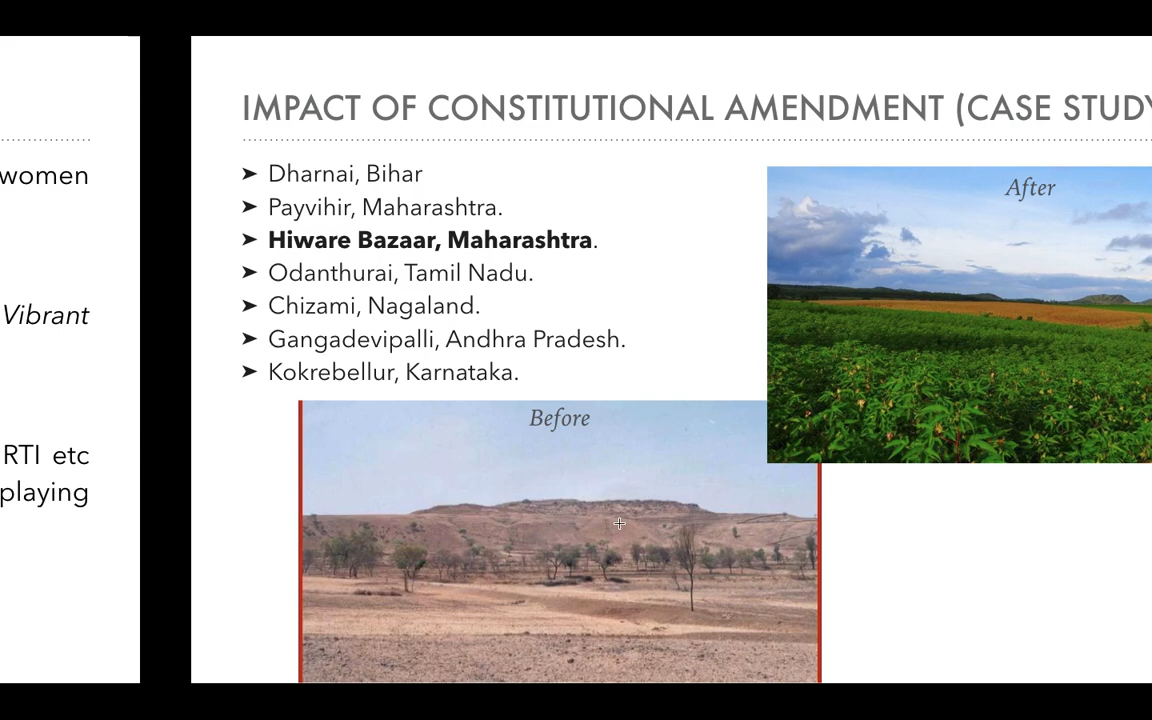 women
Vibrant
RTI etc
playing
IMPACT OF CONSTITUTIONAL AMENDMENT (CASE STUDY
➤ Dharnai, Bihar
➤ Payvihir, Maharashtra.
➤ Hiware Bazaar, Maharashtra.
➤ Odanthurai, Tamil Nadu.
➤ Chizami, Nagaland.
➤ Gangadevipalli, Andhra Pradesh.
➤ Kokrebellur, Karnataka.
After
Before